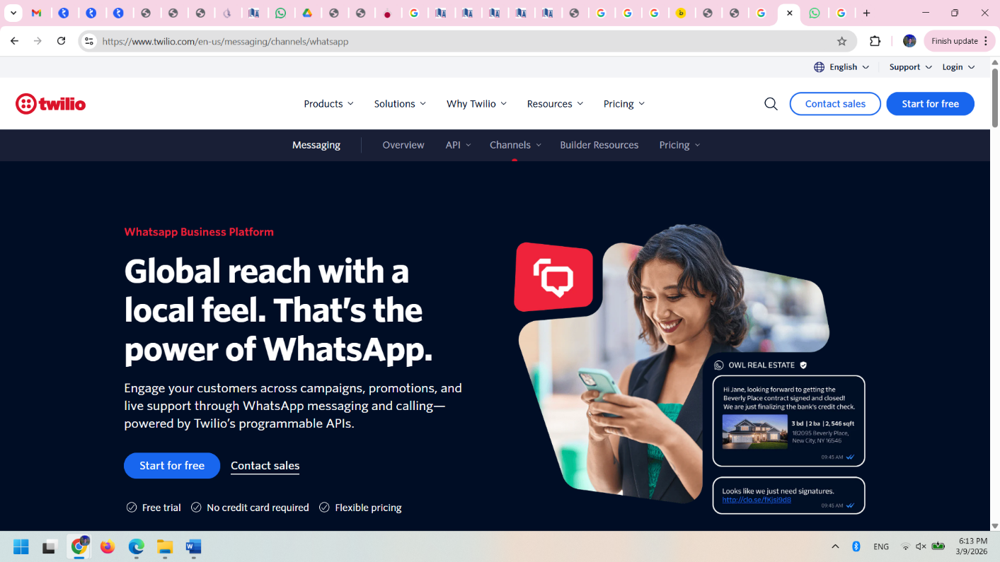 https://www.twilio.com/en-us/messaging/channels/whatsapp
Finish update
English
Support
Login
twilio
Products
Solutions
Why Twilio
Resources
Pricing
Contact sales
Start for free
Messaging
Overview
API
Channels
Builder Resources
Pricing
Whatsapp Business Platform
Global reach with a
local feel. That’s the
power of WhatsApp.
Engage your customers across campaigns, promotions, and
live support through WhatsApp messaging and calling—
powered by Twilio’s programmable APIs.
Start for free
Contact sales
Free trial
No credit card required
Flexible pricing
OWL REAL ESTATE
Hi Jane, looking forward to getting the
Beverly Place contract signed and closed!
We are just finalizing the bank's credit check.
3 bd | 2 ba | 2, 546 sqft
182095 Beverly Place,
New City, NY 16546
09:45 AM
Looks like we just need signatures.
http://clo.se/fKjsi9d8
09:45 AM
ENG
6:13 PM
3/9/2026